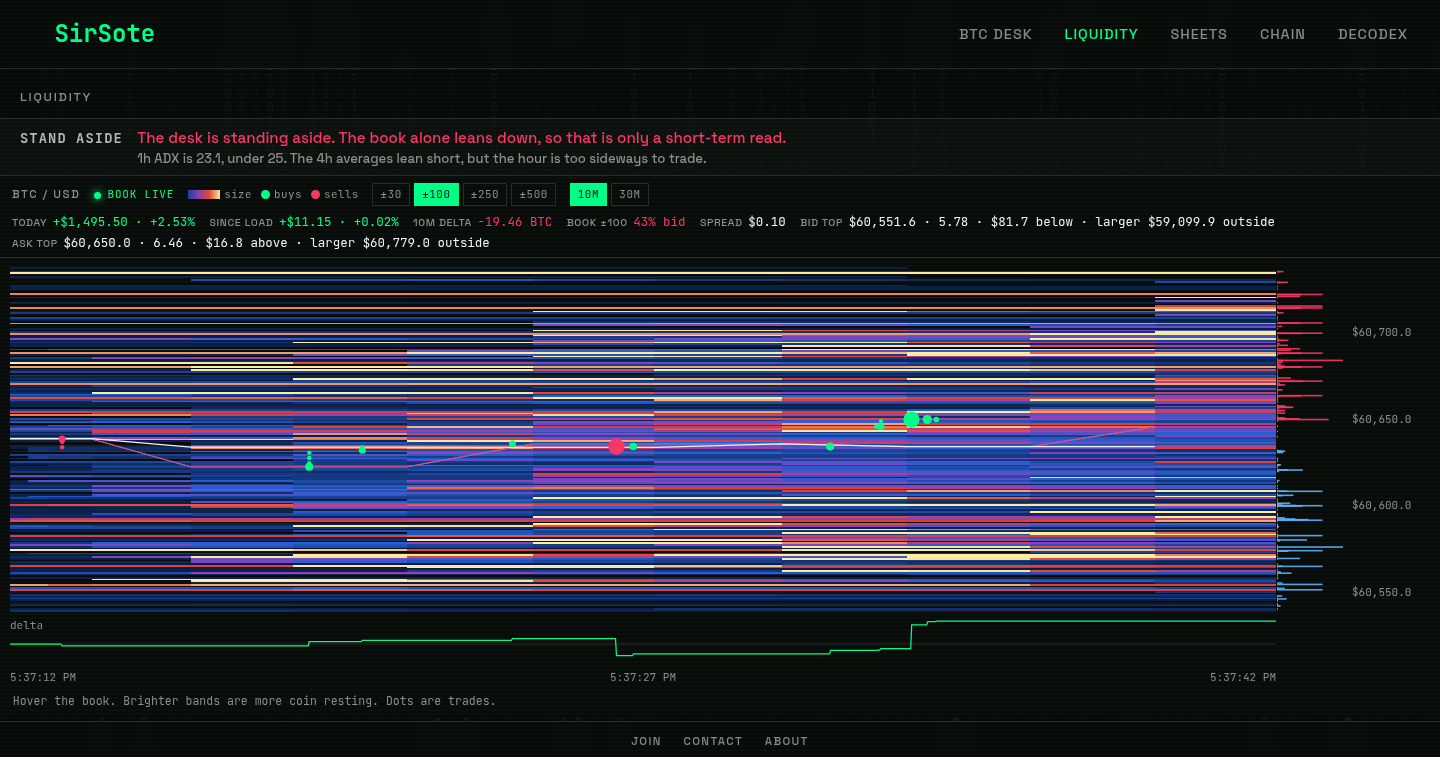 SirSote
BTC DESK LIQUIDITY SHEETS CHAIN DECODEX
LIQUIDITY
STAND ASIDE The desk is standing aside. The book alone leans down, so that is only a short-term read.
1h ADX is 23.1, under 25. The 4h averages lean short, but the hour is too sideways to trade.
BTC / USD BOOK LIVE size buys sells ±30 ±100 ±250 ±500 10M 30M
TODAY +$1,495.50 · +2.53% SINCE LOAD +$11.15 · +0.02% 10M DELTA -19.46 BTC BOOK ±100 43% bid SPREAD $0.10 BID TOP $60,551.6 · 5.78 · $81.7 below · larger $59,099.9 outside
ASK TOP $60,650.0 · 6.46 · $16.8 above · larger $60,779.0 outside
$60,700.0
$60,650.0
$60,600.0
$60,550.0
delta
5:37:12 PM 5:37:27 PM 5:37:42 PM
Hover the book. Brighter bands are more coin resting. Dots are trades.
JOIN CONTACT ABOUT